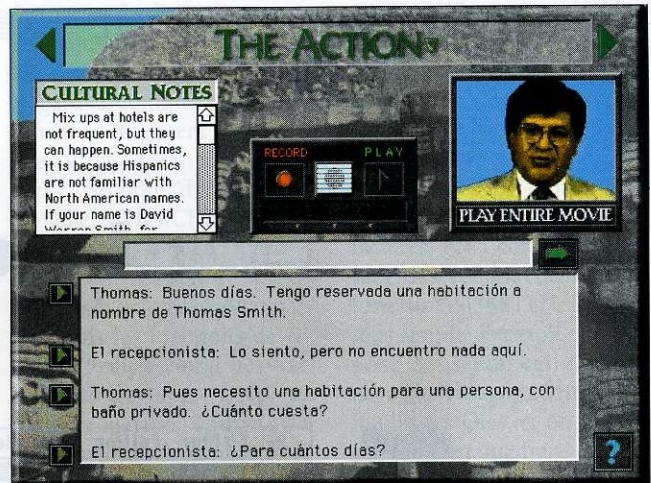 THE ACTION
CULTURAL NOTES
Mix ups at hotels are
not frequent, but they
can happen. Sometimes,
it is because Hispanics
are not familiar with
North American names.
If your name is David
Warren Smith, for
RECORD
PLAY
PLAY ENTIRE MOVIE
Thomas: Buenos días. Tengo reservada una habitación a
nombre de Thomas Smith.
El recepcionista: Lo siento, pero no encuentro nada aquí.
Thomas: Pues necesito una habitación para una persona, con
baño privado. ¿Cuánto cuesta?
El recepcionista: ¿Para cuántos días?
?